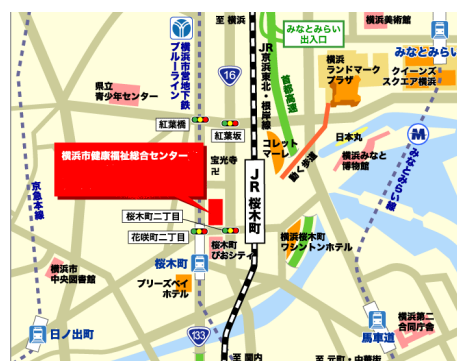 至 横浜
みなとみらい
出入口
横浜美術館
みなとみらい
横浜市営地下鉄
ブルーライン
16
JR京浜東北・根岸線
首都高速
横浜
ランドマーク
プラザ
クイーンズ
スクエア横浜
県立
青少年センター
紅葉橋
紅葉坂
日本丸
コレット
マーレ
動く歩道
横浜みなと
博物館
みなとみらい線
横浜市健康福祉総合センター
宝光寺
卍
京急本線
JR 桜木町
桜木町二丁目
花咲町二丁目
桜木町
ぴおシティ
横浜桜木町
ワシントンホテル
横浜市
中央図書館
桜木町
ブリーズベイ
ホテル
日ノ出町
133
馬車道
横浜第二
合同庁舎
至 関内
至 元町・中華街